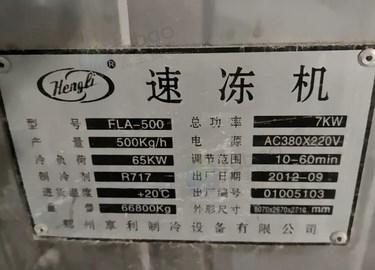 Hengli ® 速冻机
型号 FLA-500 总功率 7KW
产量 500Kg/h 电源 AC380X220V
冷负荷 65KW 调节范围 10-60min
制冷剂 R717 出厂日期 2012-09
进货温度 +20℃ 出厂编号 01005103
重量 66800Kg 外形尺寸 mm
郑州亨利制冷设备有限公司